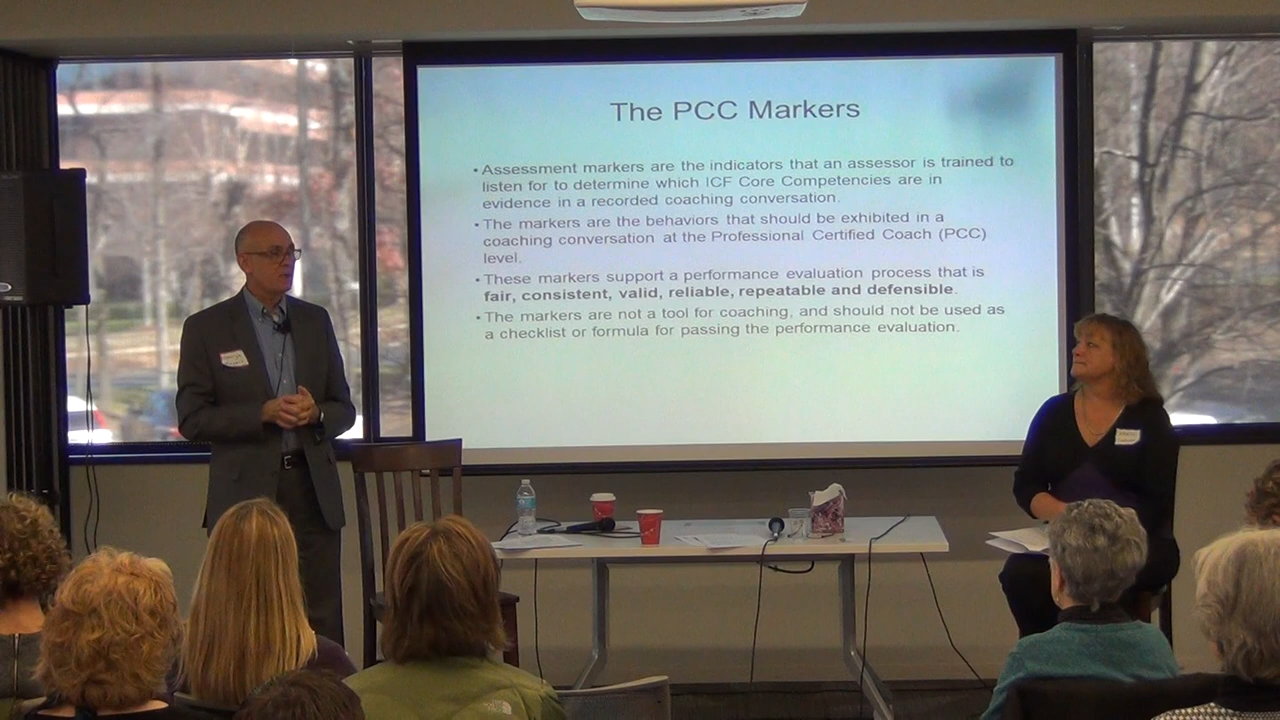 The PCC Markers
• Assessment markers are the indicators that an assessor is trained to
listen for to determine which ICF Core Competencies are in
evidence in a recorded coaching conversation.
• The markers are the behaviors that should be exhibited in a
coaching conversation at the Professional Certified Coach (PCC)
level.
• These markers support a performance evaluation process that is
fair, consistent, valid, reliable, repeatable and defensible.
• The markers are not a tool for coaching, and should not be used as
a checklist or formula for passing the performance evaluation.